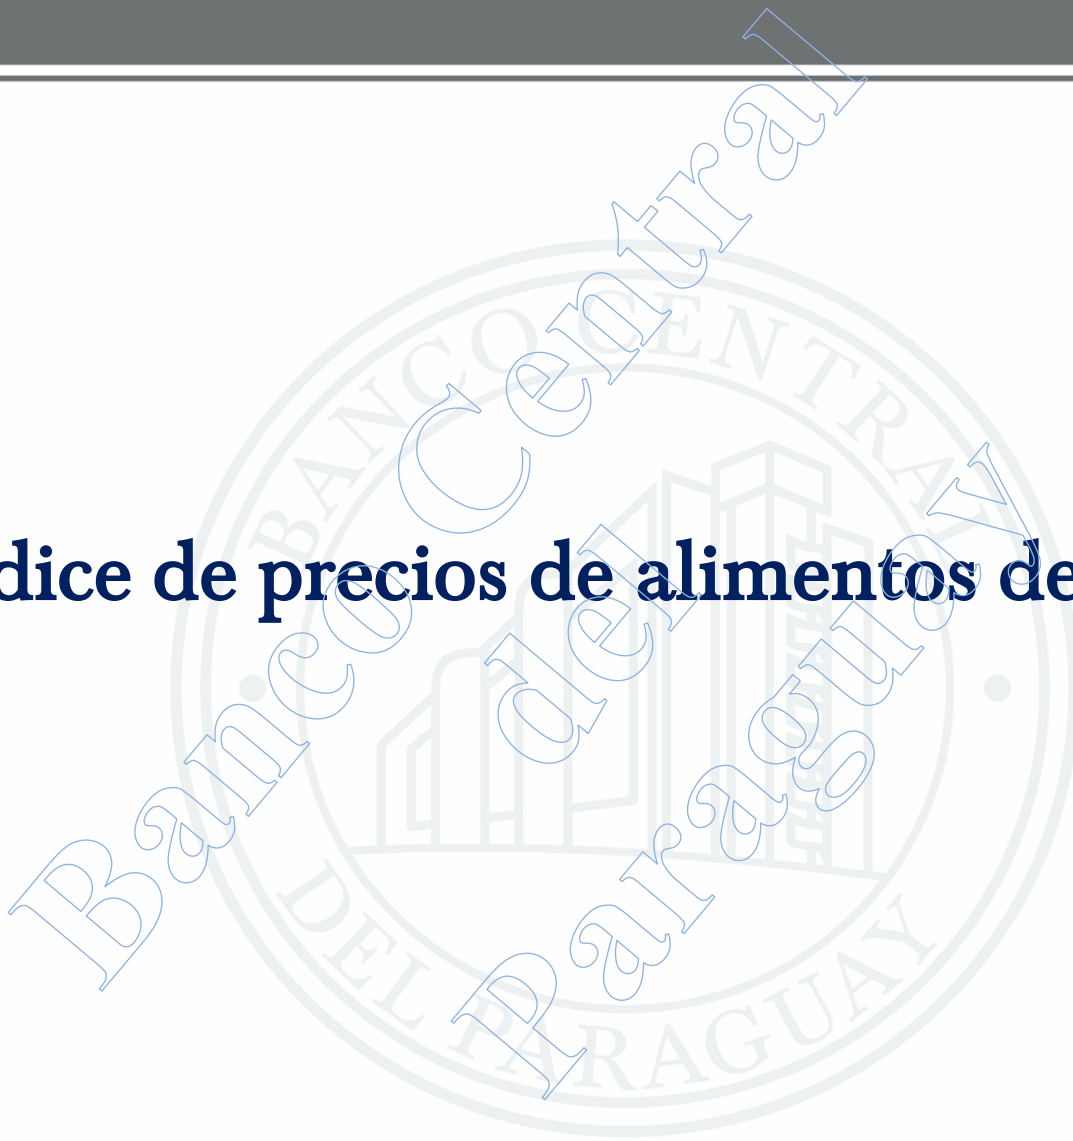 dice de precios de alimentos de
Banco Central
del
Paraguay
BANCO CENTRAL
DEL PARAGUAY